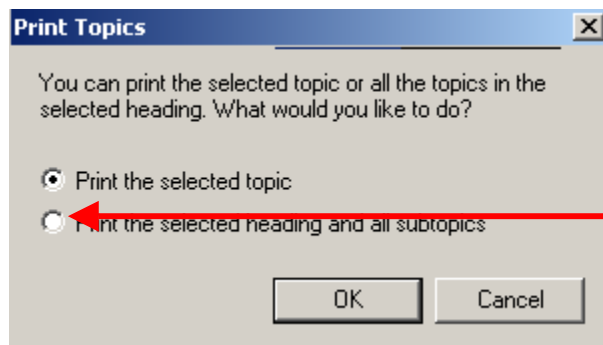 Print Topics
You can print the selected topic or all the topics in the
selected heading. What would you like to do?
Print the selected topic
Print the selected heading and all subtopics
OK Cancel